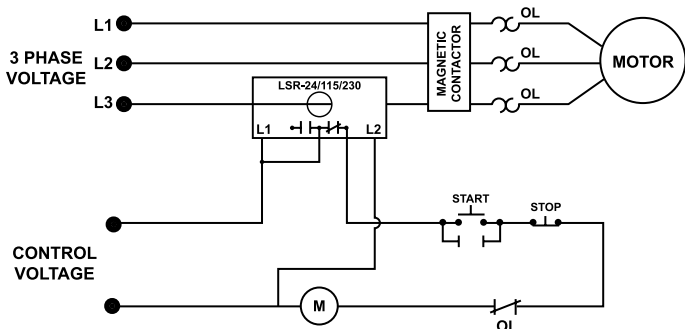 L1
OL
3 PHASE
VOLTAGE
L2
OL
MAGNETIC
CONTACTOR
MOTOR
LSR-24/115/230
L3
OL
L1
L2
START
STOP
CONTROL
VOLTAGE
M
OL